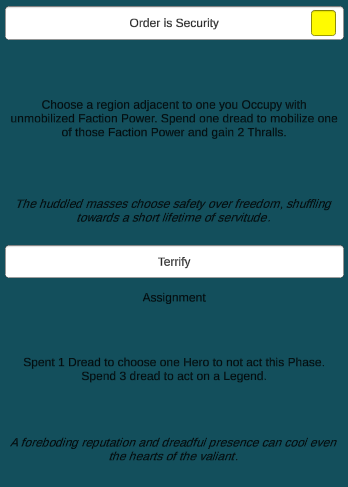 Order is Security
Choose a region adjacent to one you Occupy with
unmobilized Faction Power. Spend one dread to mobilize one
of those Faction Power and gain 2 Thralls.
The huddled masses choose safety over freedom, shuffling
towards a short lifetime of servitude.
Terrify
Assignment
Spent 1 Dread to choose one Hero to not act this Phase.
Spend 3 dread to act on a Legend.
A foreboding reputation and dreadful presence can cool even
the hearts of the valiant.